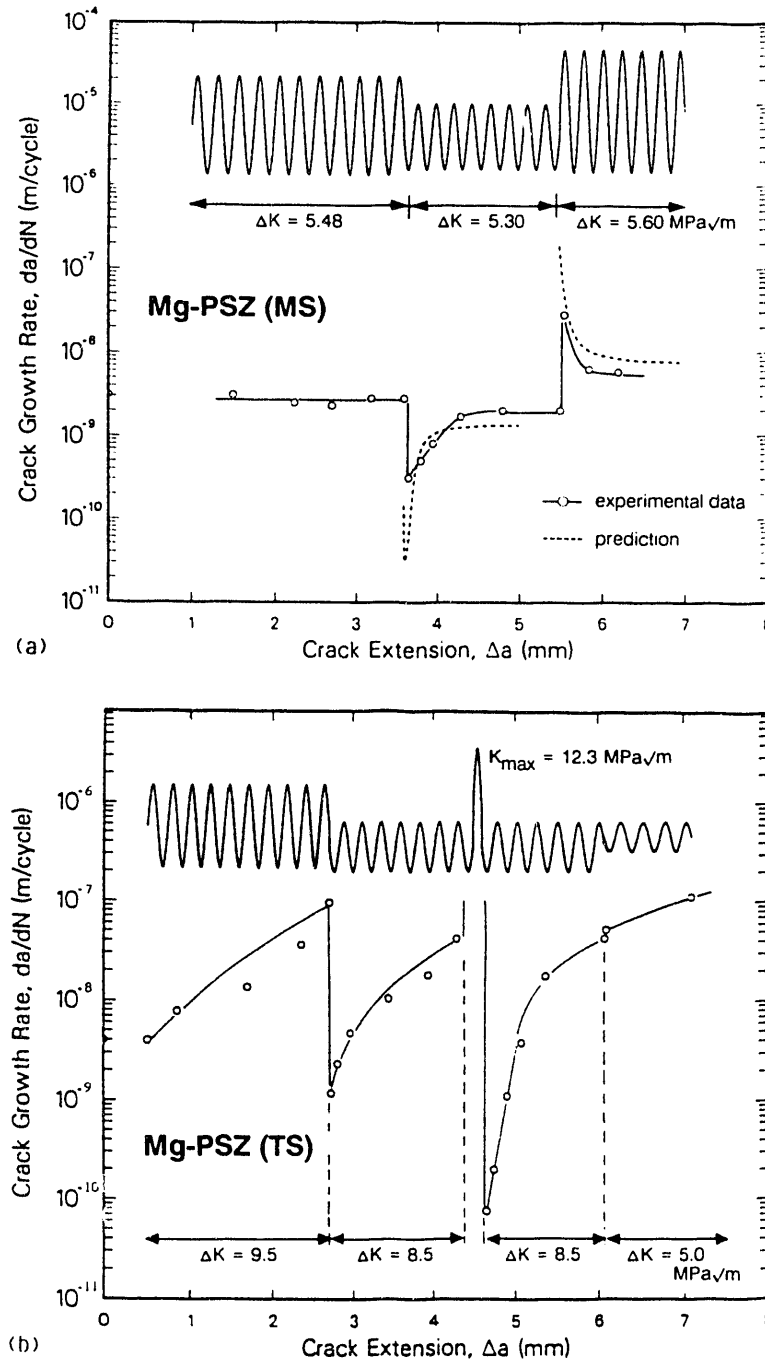 10⁻⁴
10⁻⁵
10⁻⁶
10⁻⁷
10⁻⁸
10⁻⁹
10⁻¹⁰
10⁻¹¹
Crack Growth Rate, da/dN (m/cycle)
ΔK = 5.48
ΔK = 5.30
ΔK = 5.60 MPa√m
Mg-PSZ (MS)
experimental data
prediction
0 1 2 3 4 5 6 7 8
(a)
Crack Extension, Δa (mm)
10⁻⁶
10⁻⁷
10⁻⁸
10⁻⁹
10⁻¹⁰
10⁻¹¹
Crack Growth Rate, da/dN (m/cycle)
Kmax = 12.3 MPa√m
Mg-PSZ (TS)
ΔK = 9.5
ΔK = 8.5
ΔK = 8.5
ΔK = 5.0
MPa√m
0 1 2 3 4 5 6 7 8
(b)
Crack Extension, Δa (mm)